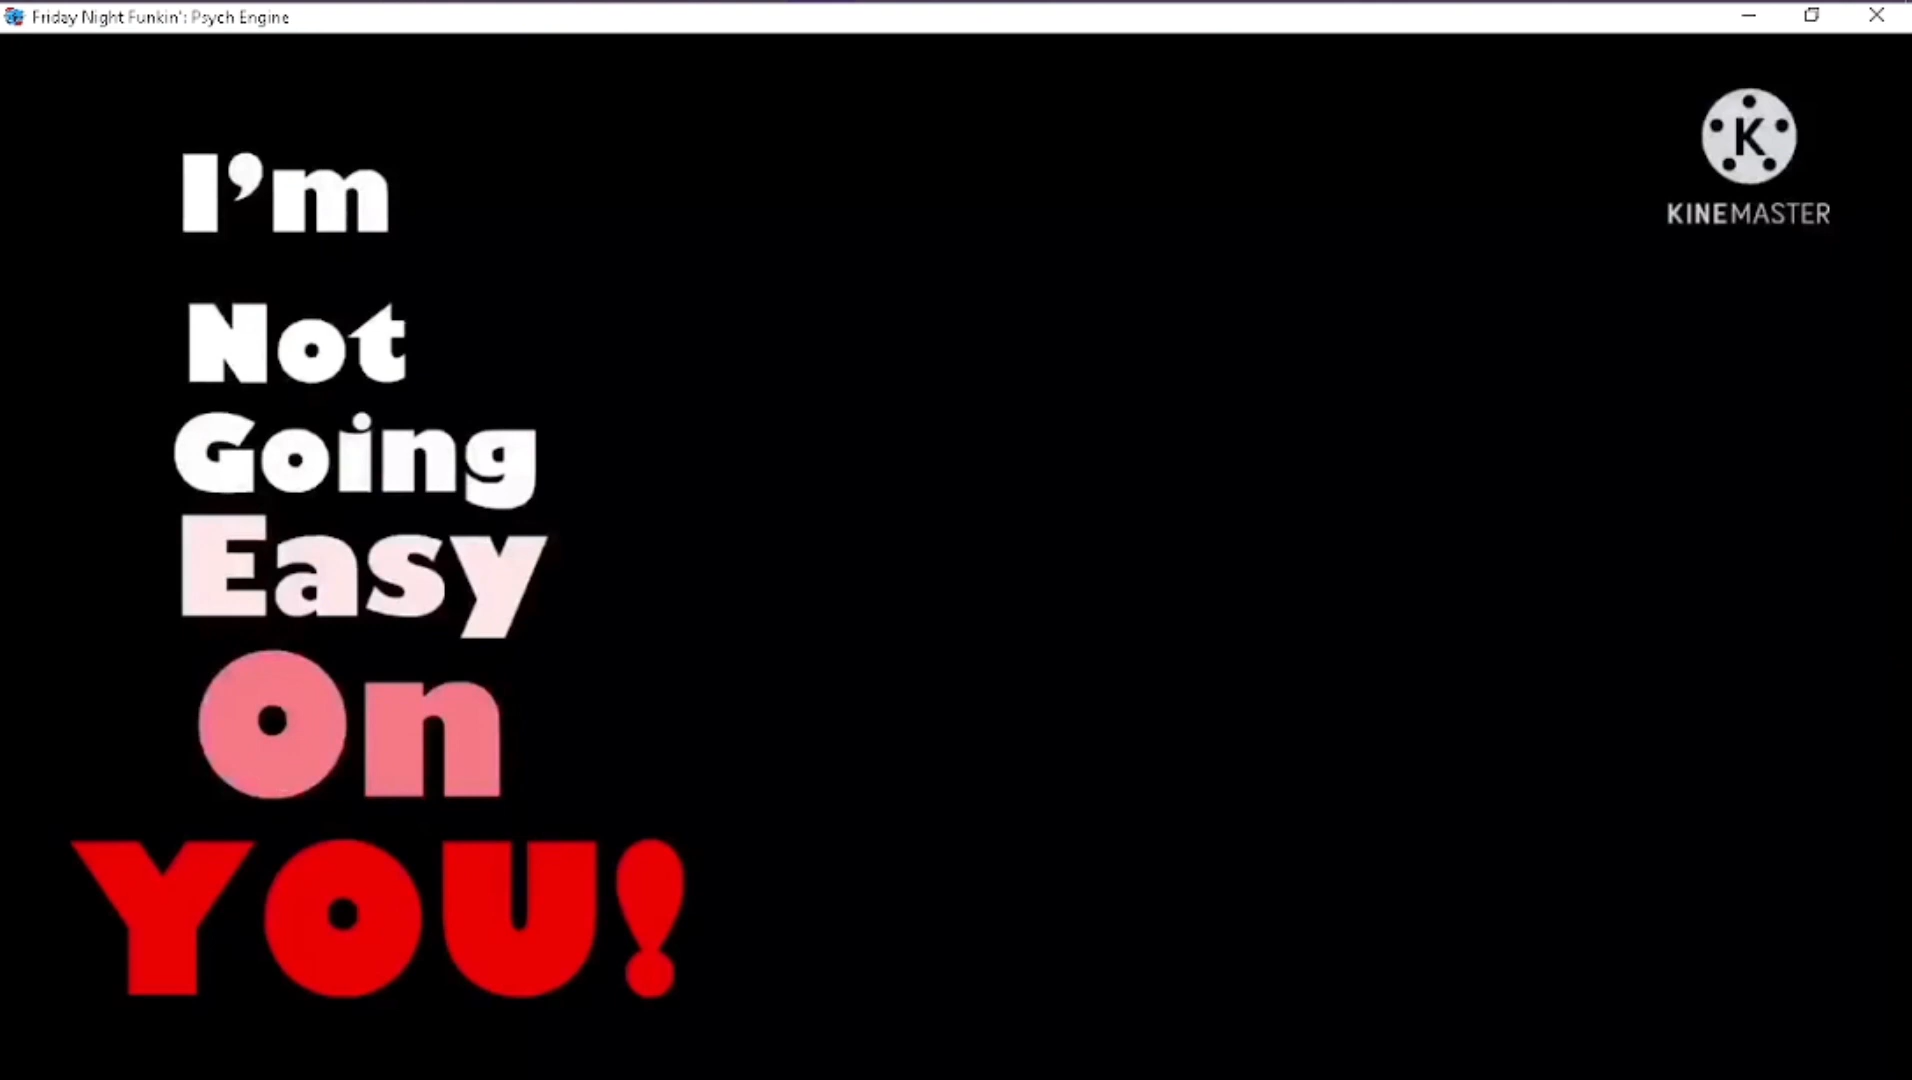 Friday Night Funkin': Psych Engine
KINEMASTER
I'm
Not
Going
Easy
On
YOU!